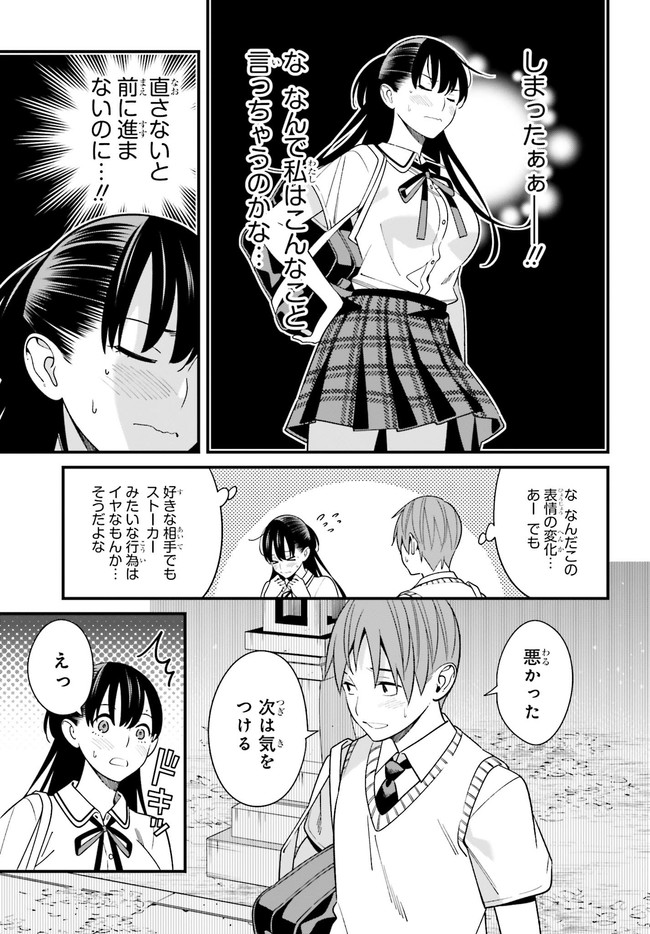 しまったぁぁ――!!
な なんで私はこんなこと
言っちゃうのかな…
直さないと
前に進ま
ないのに…!!
な なんだこの
表情の変化…
あー でも
好きな相手でも
ストーカー
みたいな行為は
イヤなもんか…
そうだよな
悪かった
次は気を
つける
えっ
ドキッ